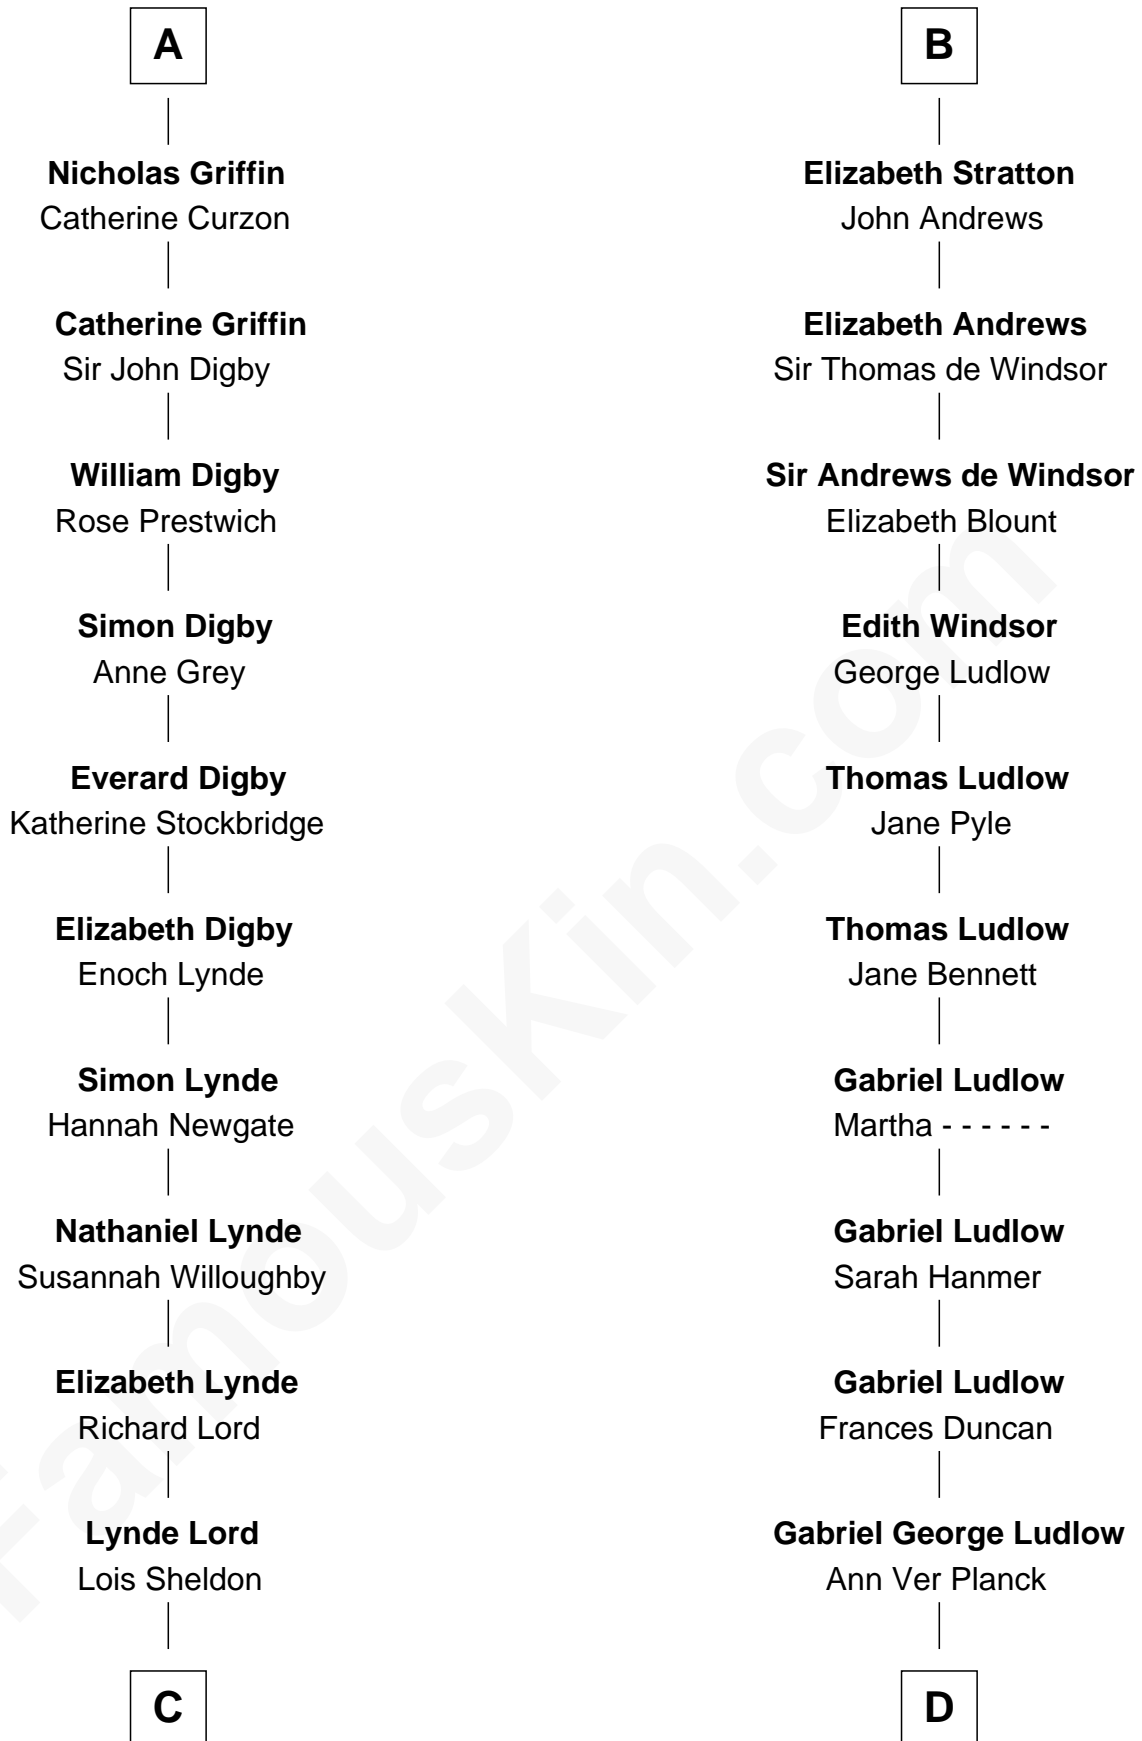 A
Nicholas Griffin
Catherine Curzon
Catherine Griffin
Sir John Digby
William Digby
Rose Prestwich
Simon Digby
Anne Grey
Everard Digby
Katherine Stockbridge
Elizabeth Digby
Enoch Lynde
Simon Lynde
Hannah Newgate
Nathaniel Lynde
Susannah Willoughby
Elizabeth Lynde
Richard Lord
Lynde Lord
Lois Sheldon
C
B
Elizabeth Stratton
John Andrews
Elizabeth Andrews
Sir Thomas de Windsor
Sir Andrews de Windsor
Elizabeth Blount
Edith Windsor
George Ludlow
Thomas Ludlow
Jane Pyle
Thomas Ludlow
Jane Bennett
Gabriel Ludlow
Martha - - - - - -
Gabriel Ludlow
Sarah Hanmer
Gabriel Ludlow
Frances Duncan
Gabriel George Ludlow
Ann Ver Planck
D
FamousKin.com